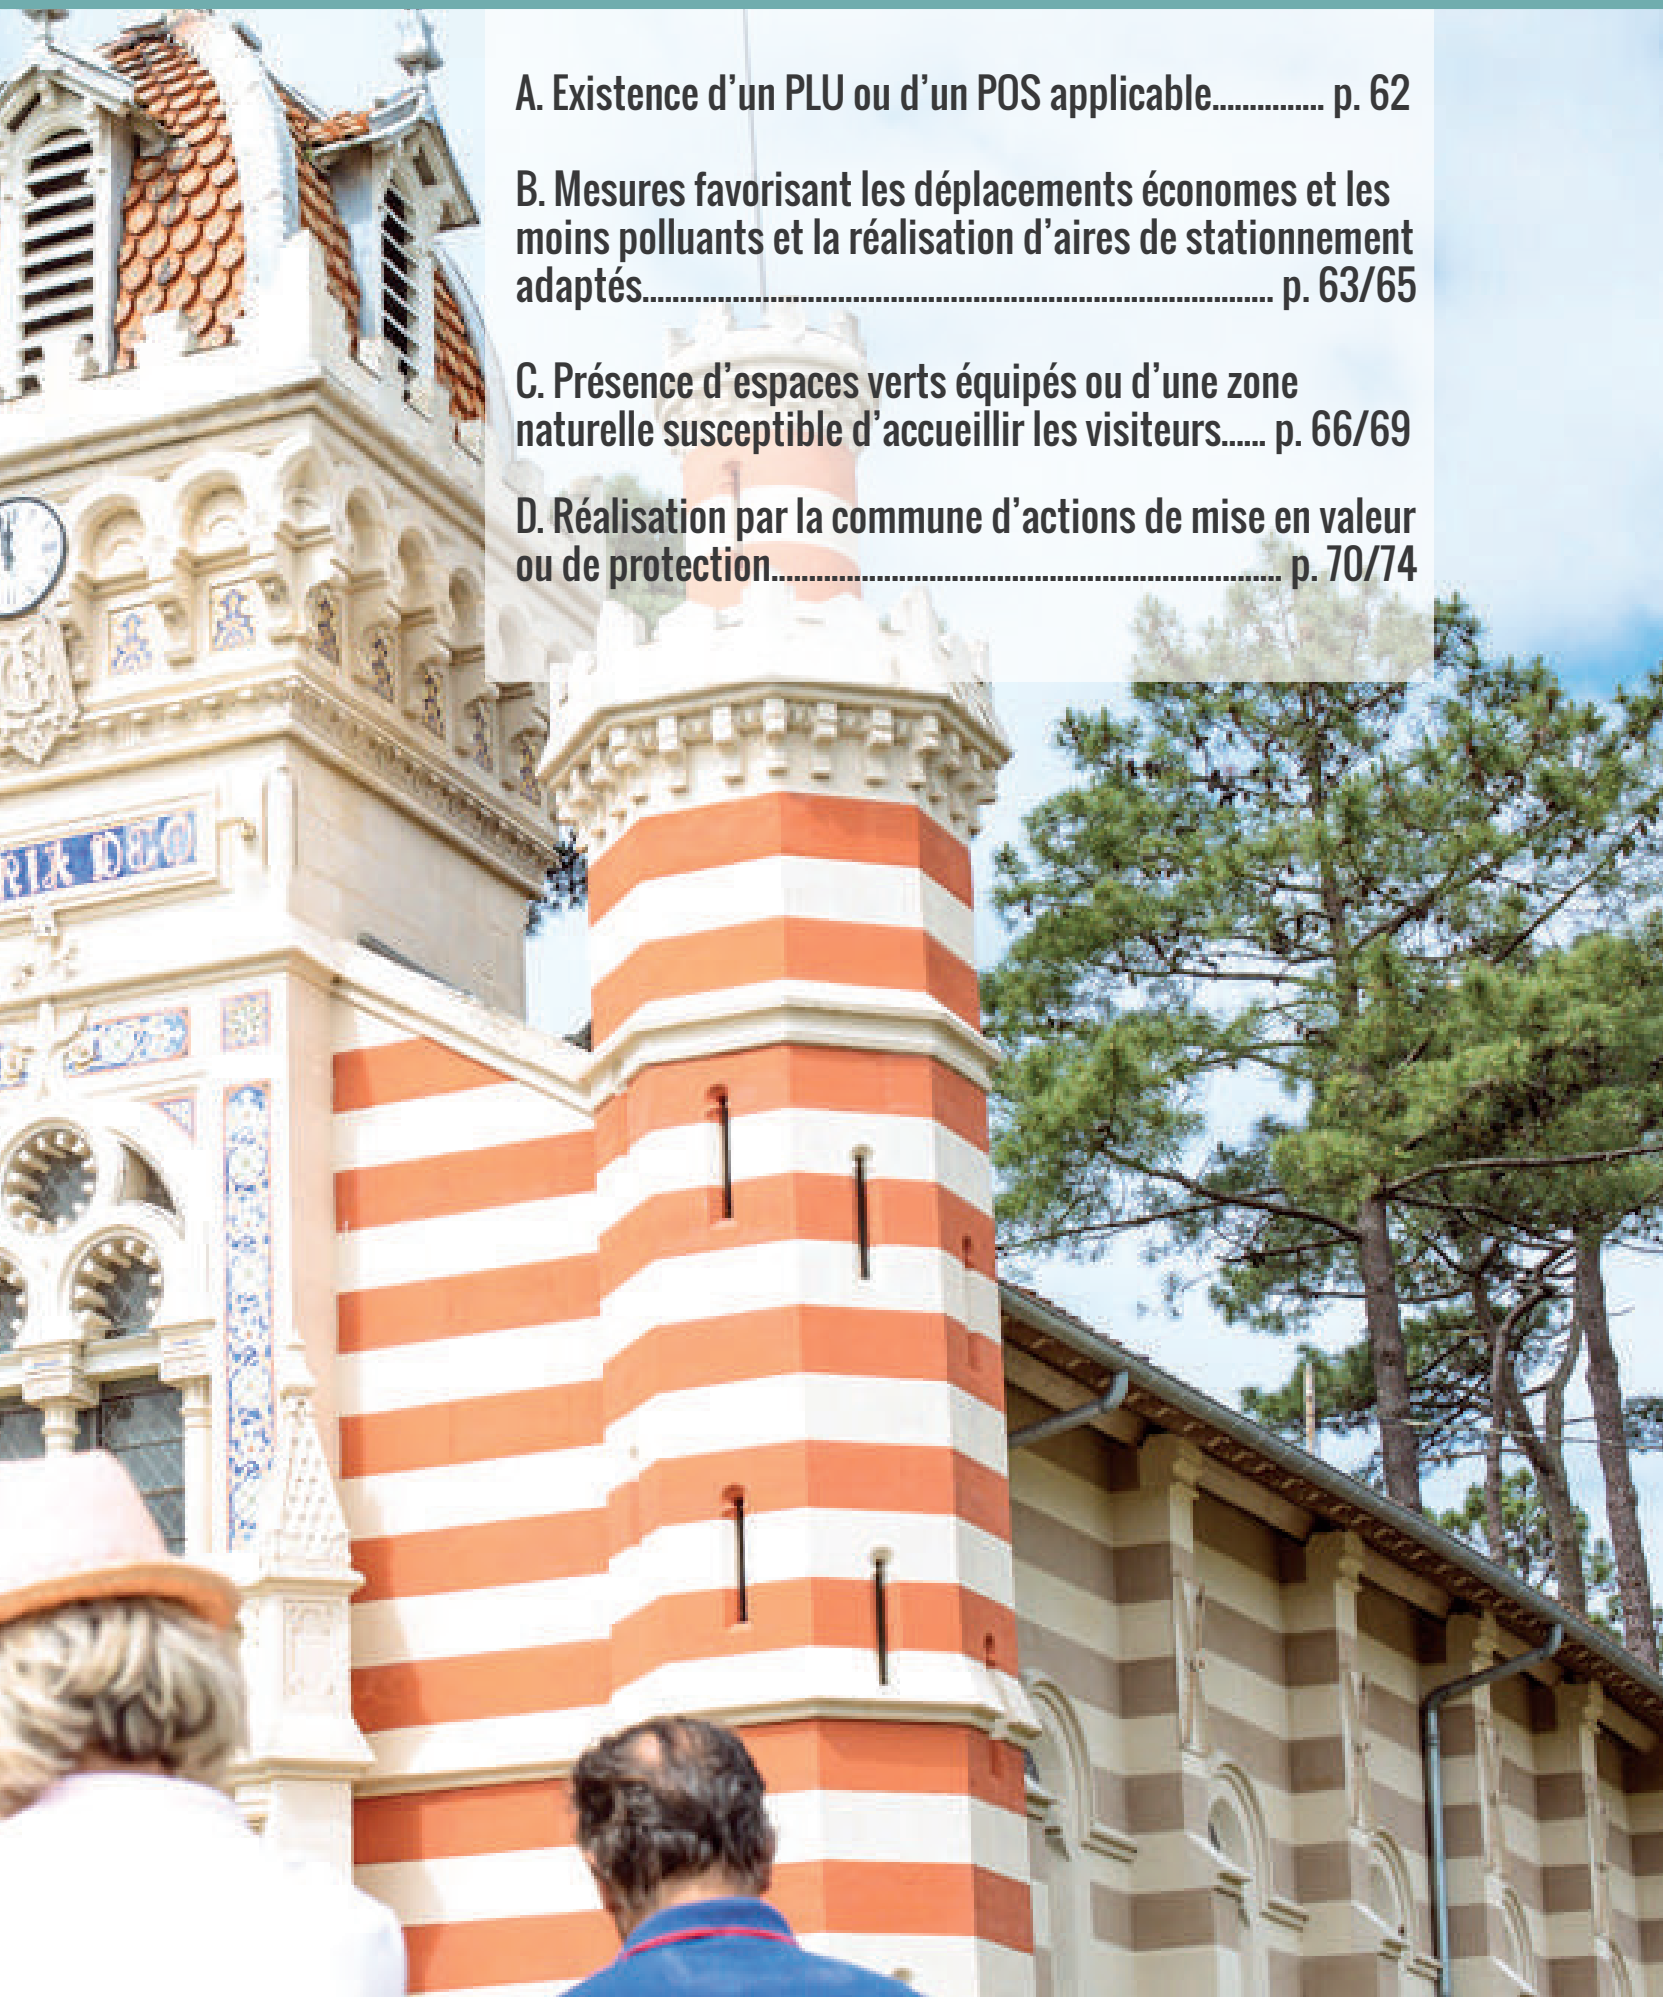 A. Existence d’un PLU ou d’un POS applicable............... p. 62
B. Mesures favorisant les déplacements économes et les
moins polluants et la réalisation d’aires de stationnement
adaptés.................................................................................... p. 63/65
C. Présence d’espaces verts équipés ou d’une zone
naturelle susceptible d’accueillir les visiteurs...... p. 66/69
D. Réalisation par la commune d’actions de mise en valeur
ou de protection.................................................................... p. 70/74
DEO